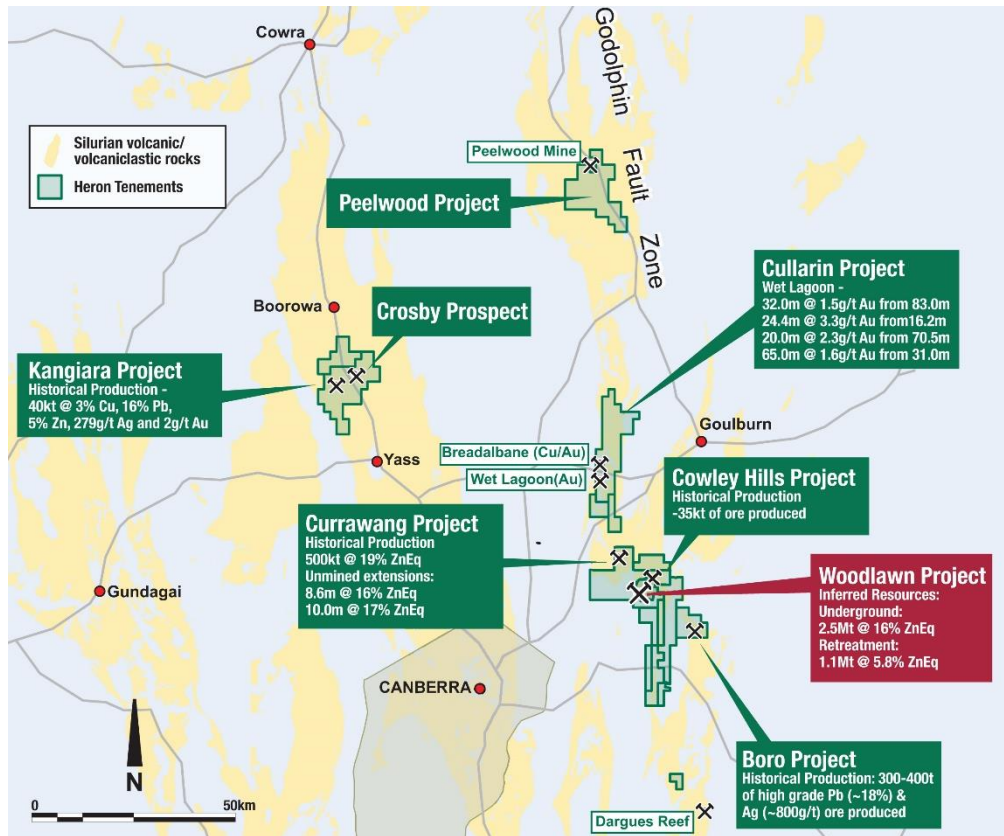 Cowra
Godolphin Fault Zone
Silurian volcanic/
volcaniclastic rocks
Heron Tenements
Peelwood Mine
Peelwood Project
Cullarin Project
Wet Lagoon -
32.0m @ 1.5g/t Au from 83.0m
24.4m @ 3.3g/t Au from16.2m
20.0m @ 2.3g/t Au from 70.5m
65.0m @ 1.6g/t Au from 31.0m
Boorowa
Crosby Prospect
Kangiara Project
Historical Production -
40kt @ 3% Cu, 16% Pb,
5% Zn, 279g/t Ag and 2g/t Au
Goulburn
Breadalbane (Cu/Au)
Wet Lagoon(Au)
Yass
Cowley Hills Project
Historical Production
-35kt of ore produced
Currawang Project
Historical Production
500kt @ 19% ZnEq
Unmined extensions:
8.6m @ 16% ZnEq
10.0m @ 17% ZnEq
Woodlawn Project
Inferred Resources:
Underground:
2.5Mt @ 16% ZnEq
Retreatment:
1.1Mt @ 5.8% ZnEq
Gundagai
CANBERRA
N
0 50km
Boro Project
Historical Production: 300-400t
of high grade Pb (~18%) &
Ag (~800g/t) ore produced
Dargues Reef